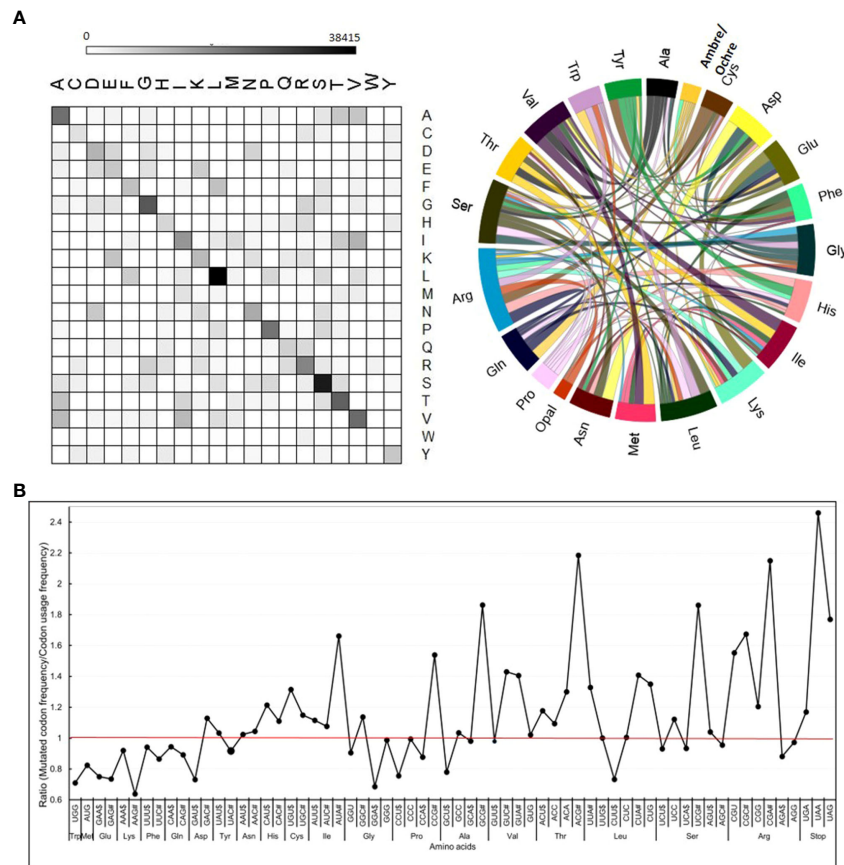 A
0 38415
A C D E F G H I K L M N P Q R S T V W Y
A
C
D
E
F
G
H
I
K
L
M
N
P
Q
R
S
T
V
W
Y
Ala
Ambre/
Ochre
Cys
Asp
Glu
Phe
Gly
His
Ile
Lys
Leu
Met
Asn
Opal
Pro
Gln
Arg
Ser
Thr
Val
Trp
Tyr
B
Ratio (Mutated codon frequency/Codon usage frequency)
2.4
2.2
2
1.8
1.6
1.4
1.2
1
0.8
0.6
UGG AUG GAA$ GAG# AAA$ AAG# UUU$ UUC# CAA$ CAG# GAU$ GAC# UAU$ UAC# AAU$ AAC# CAU$ CAC# UGU$ UGC# AUU$ AUC# AUA# GGU GGC# GGA$ GGG CCU$ CCC CCA$ CCG# GCU$ GCC GCA$ GCG# GUU$ GUC# GUA# GUG ACU$ ACC ACA ACG# UUA# UUG$ CUU$ CUC CUA# CUG UCU$ UCC UCA$ UCG# AGU$ AGC# CGU CGC# CGG CGA# AGA$ AGG UGA UAA UAG
Trp Met Glu Lys Phe Gln Asp Tyr Asn His Cys Ile Gly Pro Ala Val Thr Leu Ser Arg Stop
Amino acids